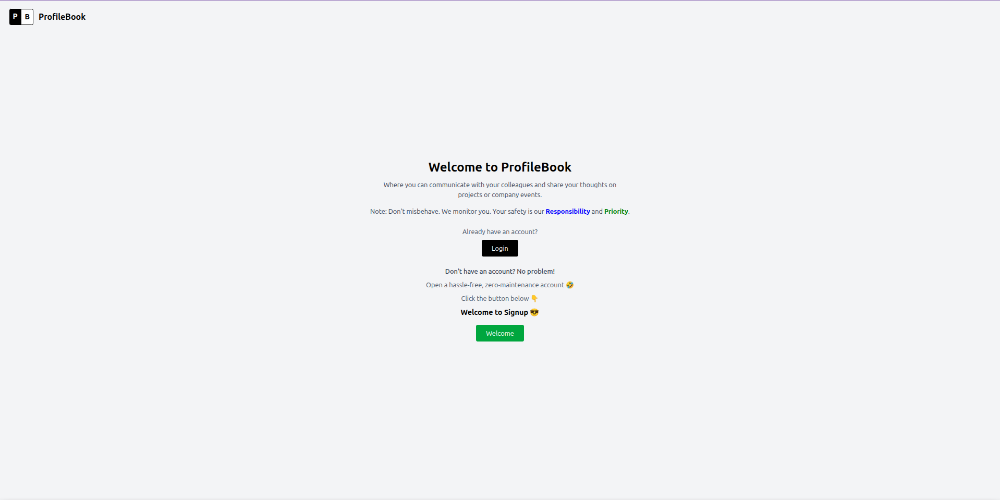 P B ProfileBook
Welcome to ProfileBook
Where you can communicate with your colleagues and share your thoughts on
projects or company events.
Note: Don't misbehave. We monitor you. Your safety is our Responsibility and Priority.
Already have an account?
Login
Don't have an account? No problem!
Open a hassle-free, zero-maintenance account 🤣
Click the button below 👇
Welcome to Signup 😎
Welcome